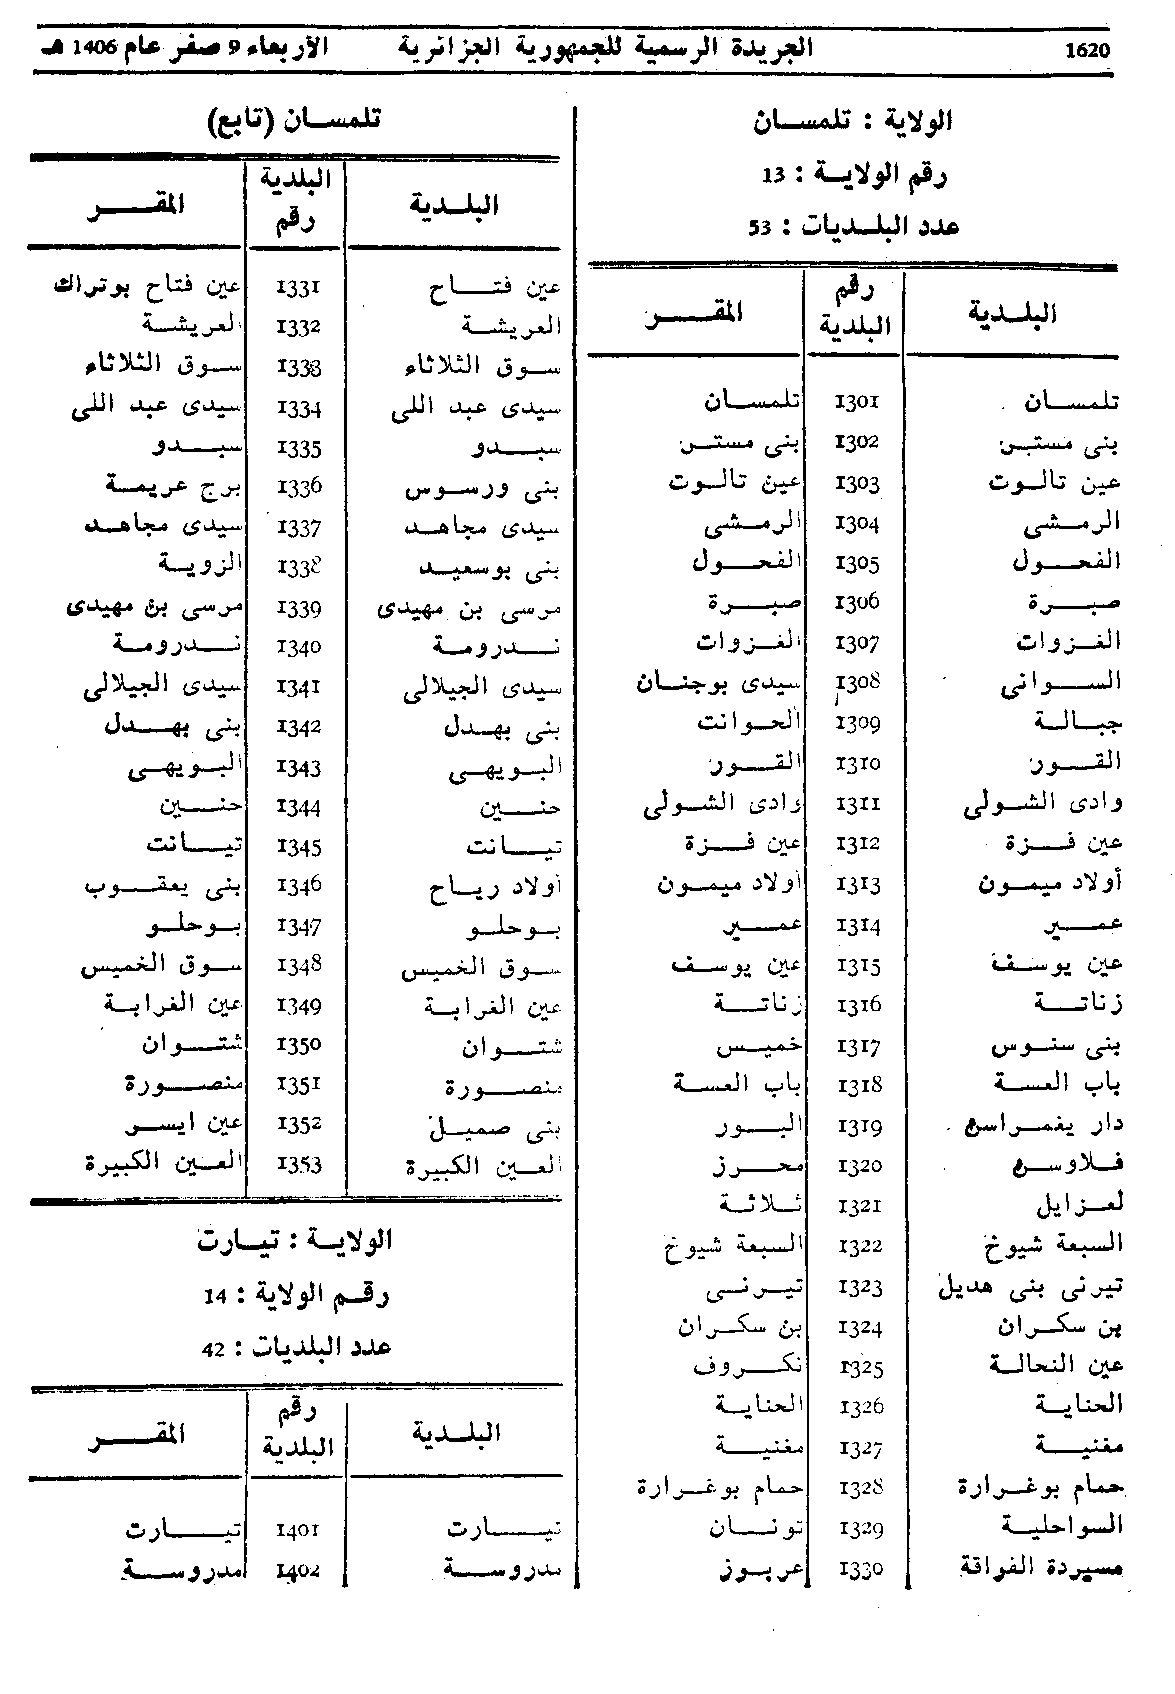 1620 الجريدة الرسمية للجمهورية الجزائرية الأربعاء 9 صفر عام 1406 هـ
الولاية : تلمسان
رقم الولاية : 13
عدد البلديات : 53
البلدية رقم البلدية المقر
تلمسان 1301 تلمسان
بنى مستر 1302 بنى مستر
عين تالوت 1303 عين تالوت
الرمشى 1304 الرمشى
الفحول 1305 الفحول
صبرة 1306 صبرة
الغزوات 1307 الغزوات
السوانى 1308 سيدى بوجنان
جبالة 1309 الحوانت
القور 1310 القور
وادى الشولى 1311 وادى الشولى
عين فزة 1312 عين فزة
أولاد ميمون 1313 أولاد ميمون
عمير 1314 عمير
عين يوسف 1315 عين يوسف
زناتة 1316 زناتة
بنى سنوس 1317 خميس
باب العسة 1318 باب العسة
دار يغمراسن 1319 البور
فلاوسن 1320 محرز
لعزايل 1321 ثلاثة
السبعة شيوخ 1322 السبعة شيوخ
تيرنى بنى هديل 1323 تيرنى
بن سكران 1324 بن سكران
عين النحالة 1325 نكروف
الحناية 1326 الحناية
مغنية 1327 مغنية
حمام بوغرارة 1328 حمام بوغرارة
السواحلية 1329 تونان
مسيردة الفراقة 1330 عربوز
تلمسان (تابع)
البلدية البلدية رقم المقر
عين فتاح 1331 عين فتاح بوتراك
العريشة 1332 العريشة
سوق الثلاثاء 1333 سوق الثلاثاء
سيدى عبد اللى 1334 سيدى عبد اللى
سبدو 1335 سبدو
بنى ورسوس 1336 برج عريمة
سيدى مجاهد 1337 سيدى مجاهد
بنى بوسعيد 1338 الزوية
مرسى بن مهيدى 1339 مرسى بن مهيدى
ندرومة 1340 ندرومة
سيدى الجيلالى 1341 سيدى الجيلالى
بنى بهدل 1342 بنى بهدل
البويهى 1343 البويهى
حنين 1344 حنين
تيانت 1345 تيانت
أولاد رياح 1346 بنى يعقوب
بوحلو 1347 بوحلو
سوق الخميس 1348 سوق الخميس
عين الغرابة 1349 عين الغرابة
شتوان 1350 شتوان
منصورة 1351 منصورة
بنى صميل 1352 عين ايسر
العين الكبيرة 1353 العين الكبيرة
الولاية : تيارت
رقم الولاية : 14
عدد البلديات : 42
البلدية رقم البلدية المقر
تيارت 1401 تيارت
مدروسة 1402 مدروسة